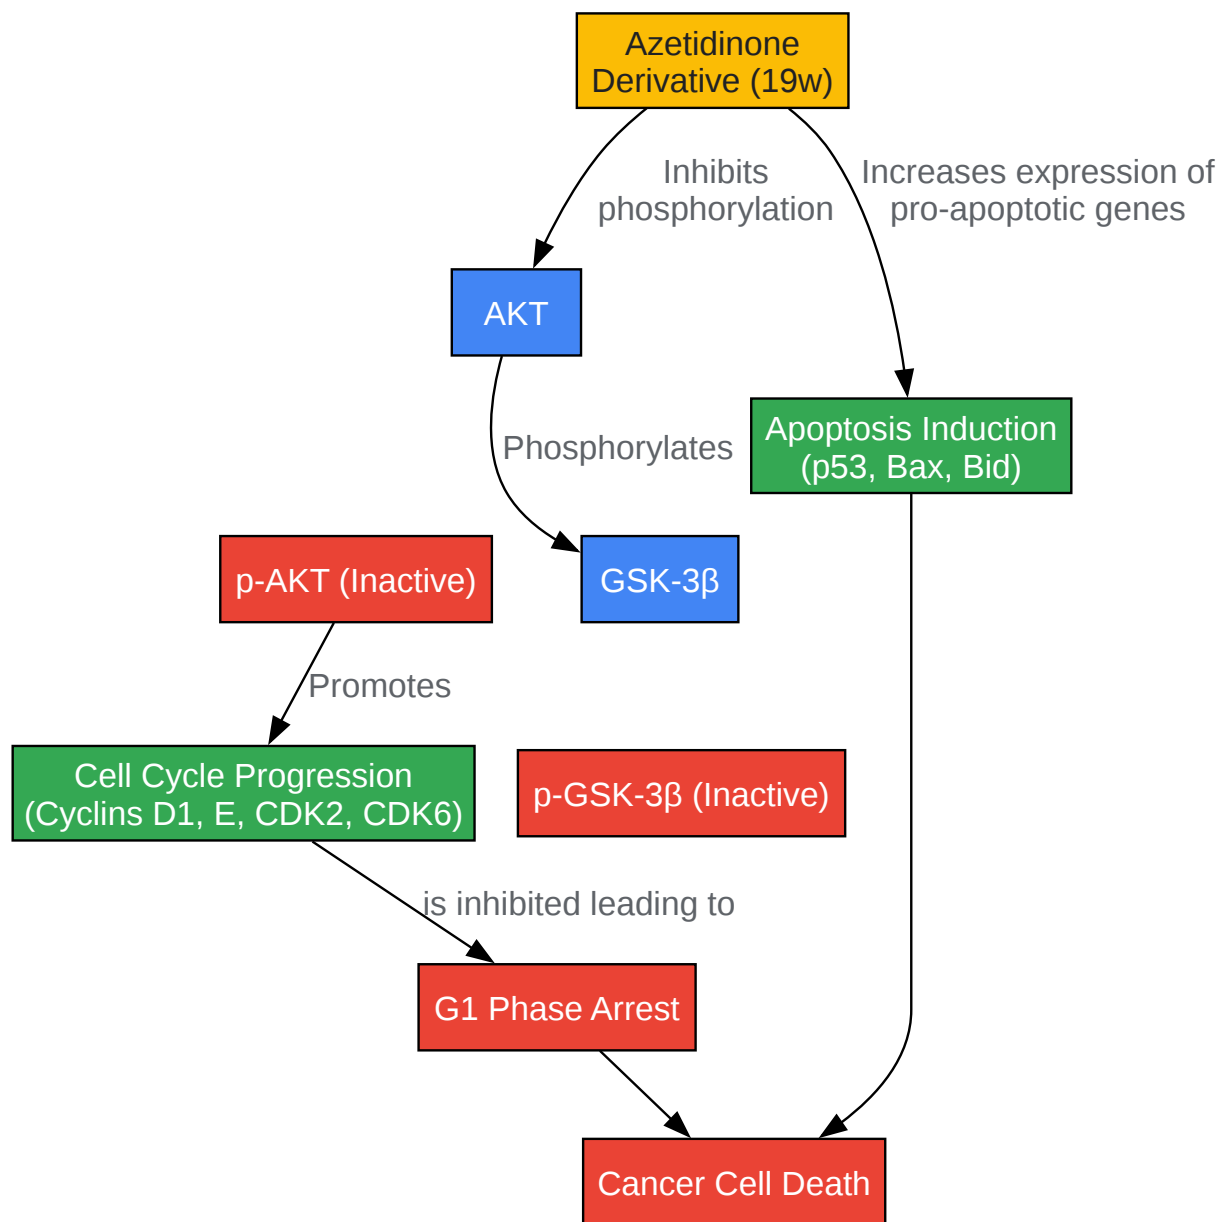 Azetidinone
Derivative (19w)
Inhibits
phosphorylation
Increases expression of
pro-apoptotic genes
AKT
Phosphorylates
Apoptosis Induction
(p53, Bax, Bid)
p-AKT (Inactive)
GSK-3β
Promotes
Cell Cycle Progression
(Cyclins D1, E, CDK2, CDK6)
p-GSK-3β (Inactive)
is inhibited leading to
G1 Phase Arrest
Cancer Cell Death